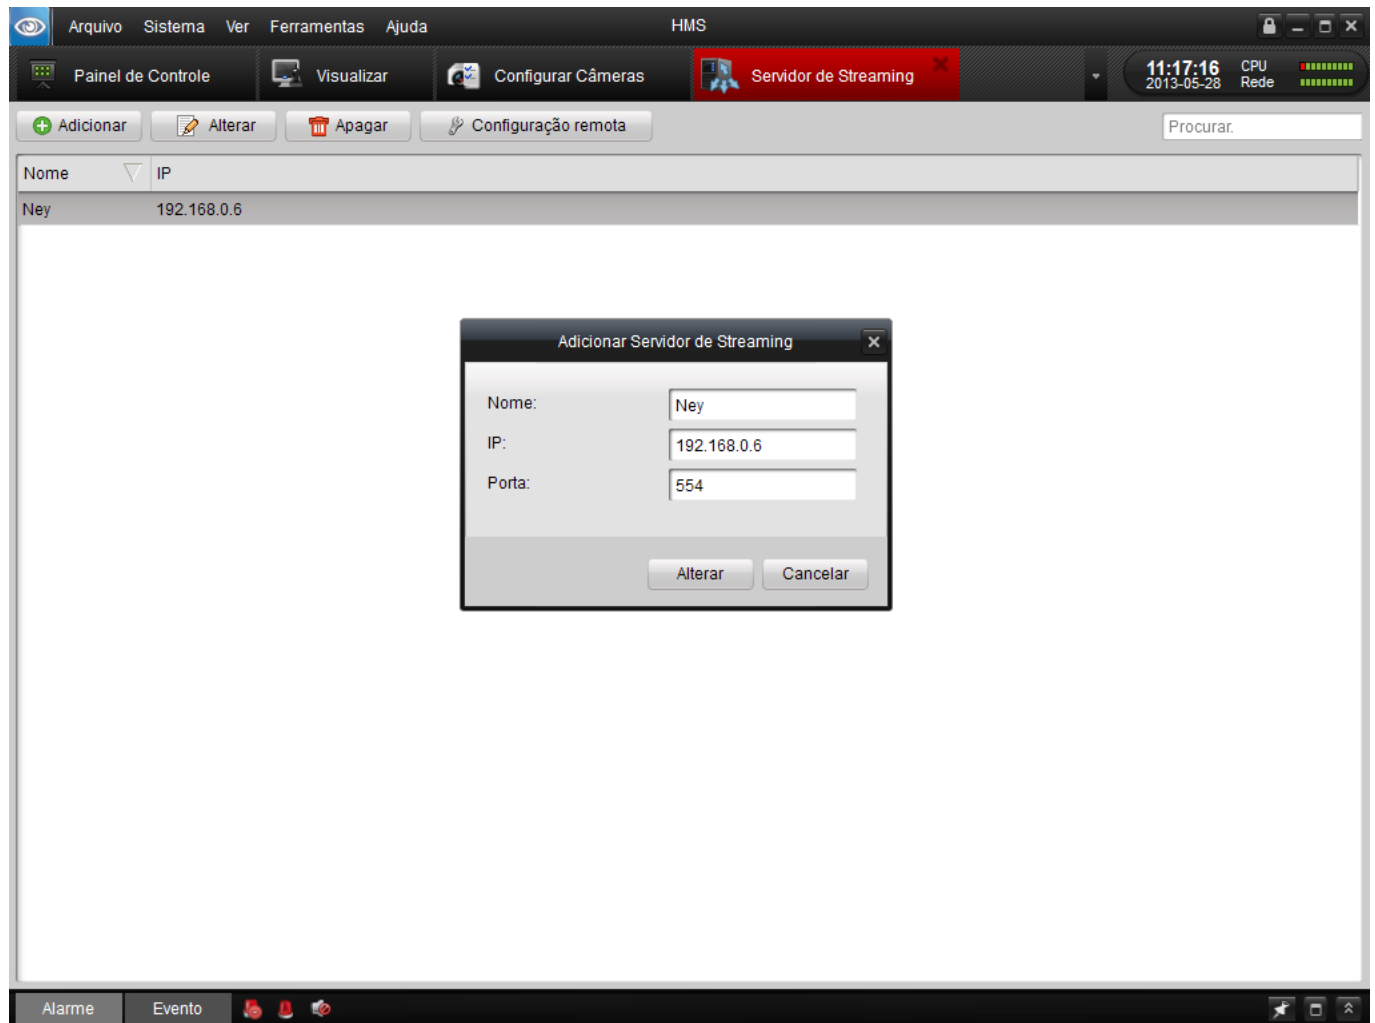 Arquivo Sistema Ver Ferramentas Ajuda HMS
Painel de Controle Visualizar Configurar Câmeras Servidor de Streaming 11:17:16 CPU
2013-05-28 Rede
Adicionar Alterar Apagar Configuração remota Procurar.
Nome IP
Ney 192.168.0.6
Adicionar Servidor de Streaming
Nome: Ney
IP: 192.168.0.6
Porta: 554
Alterar Cancelar
Alarme Evento